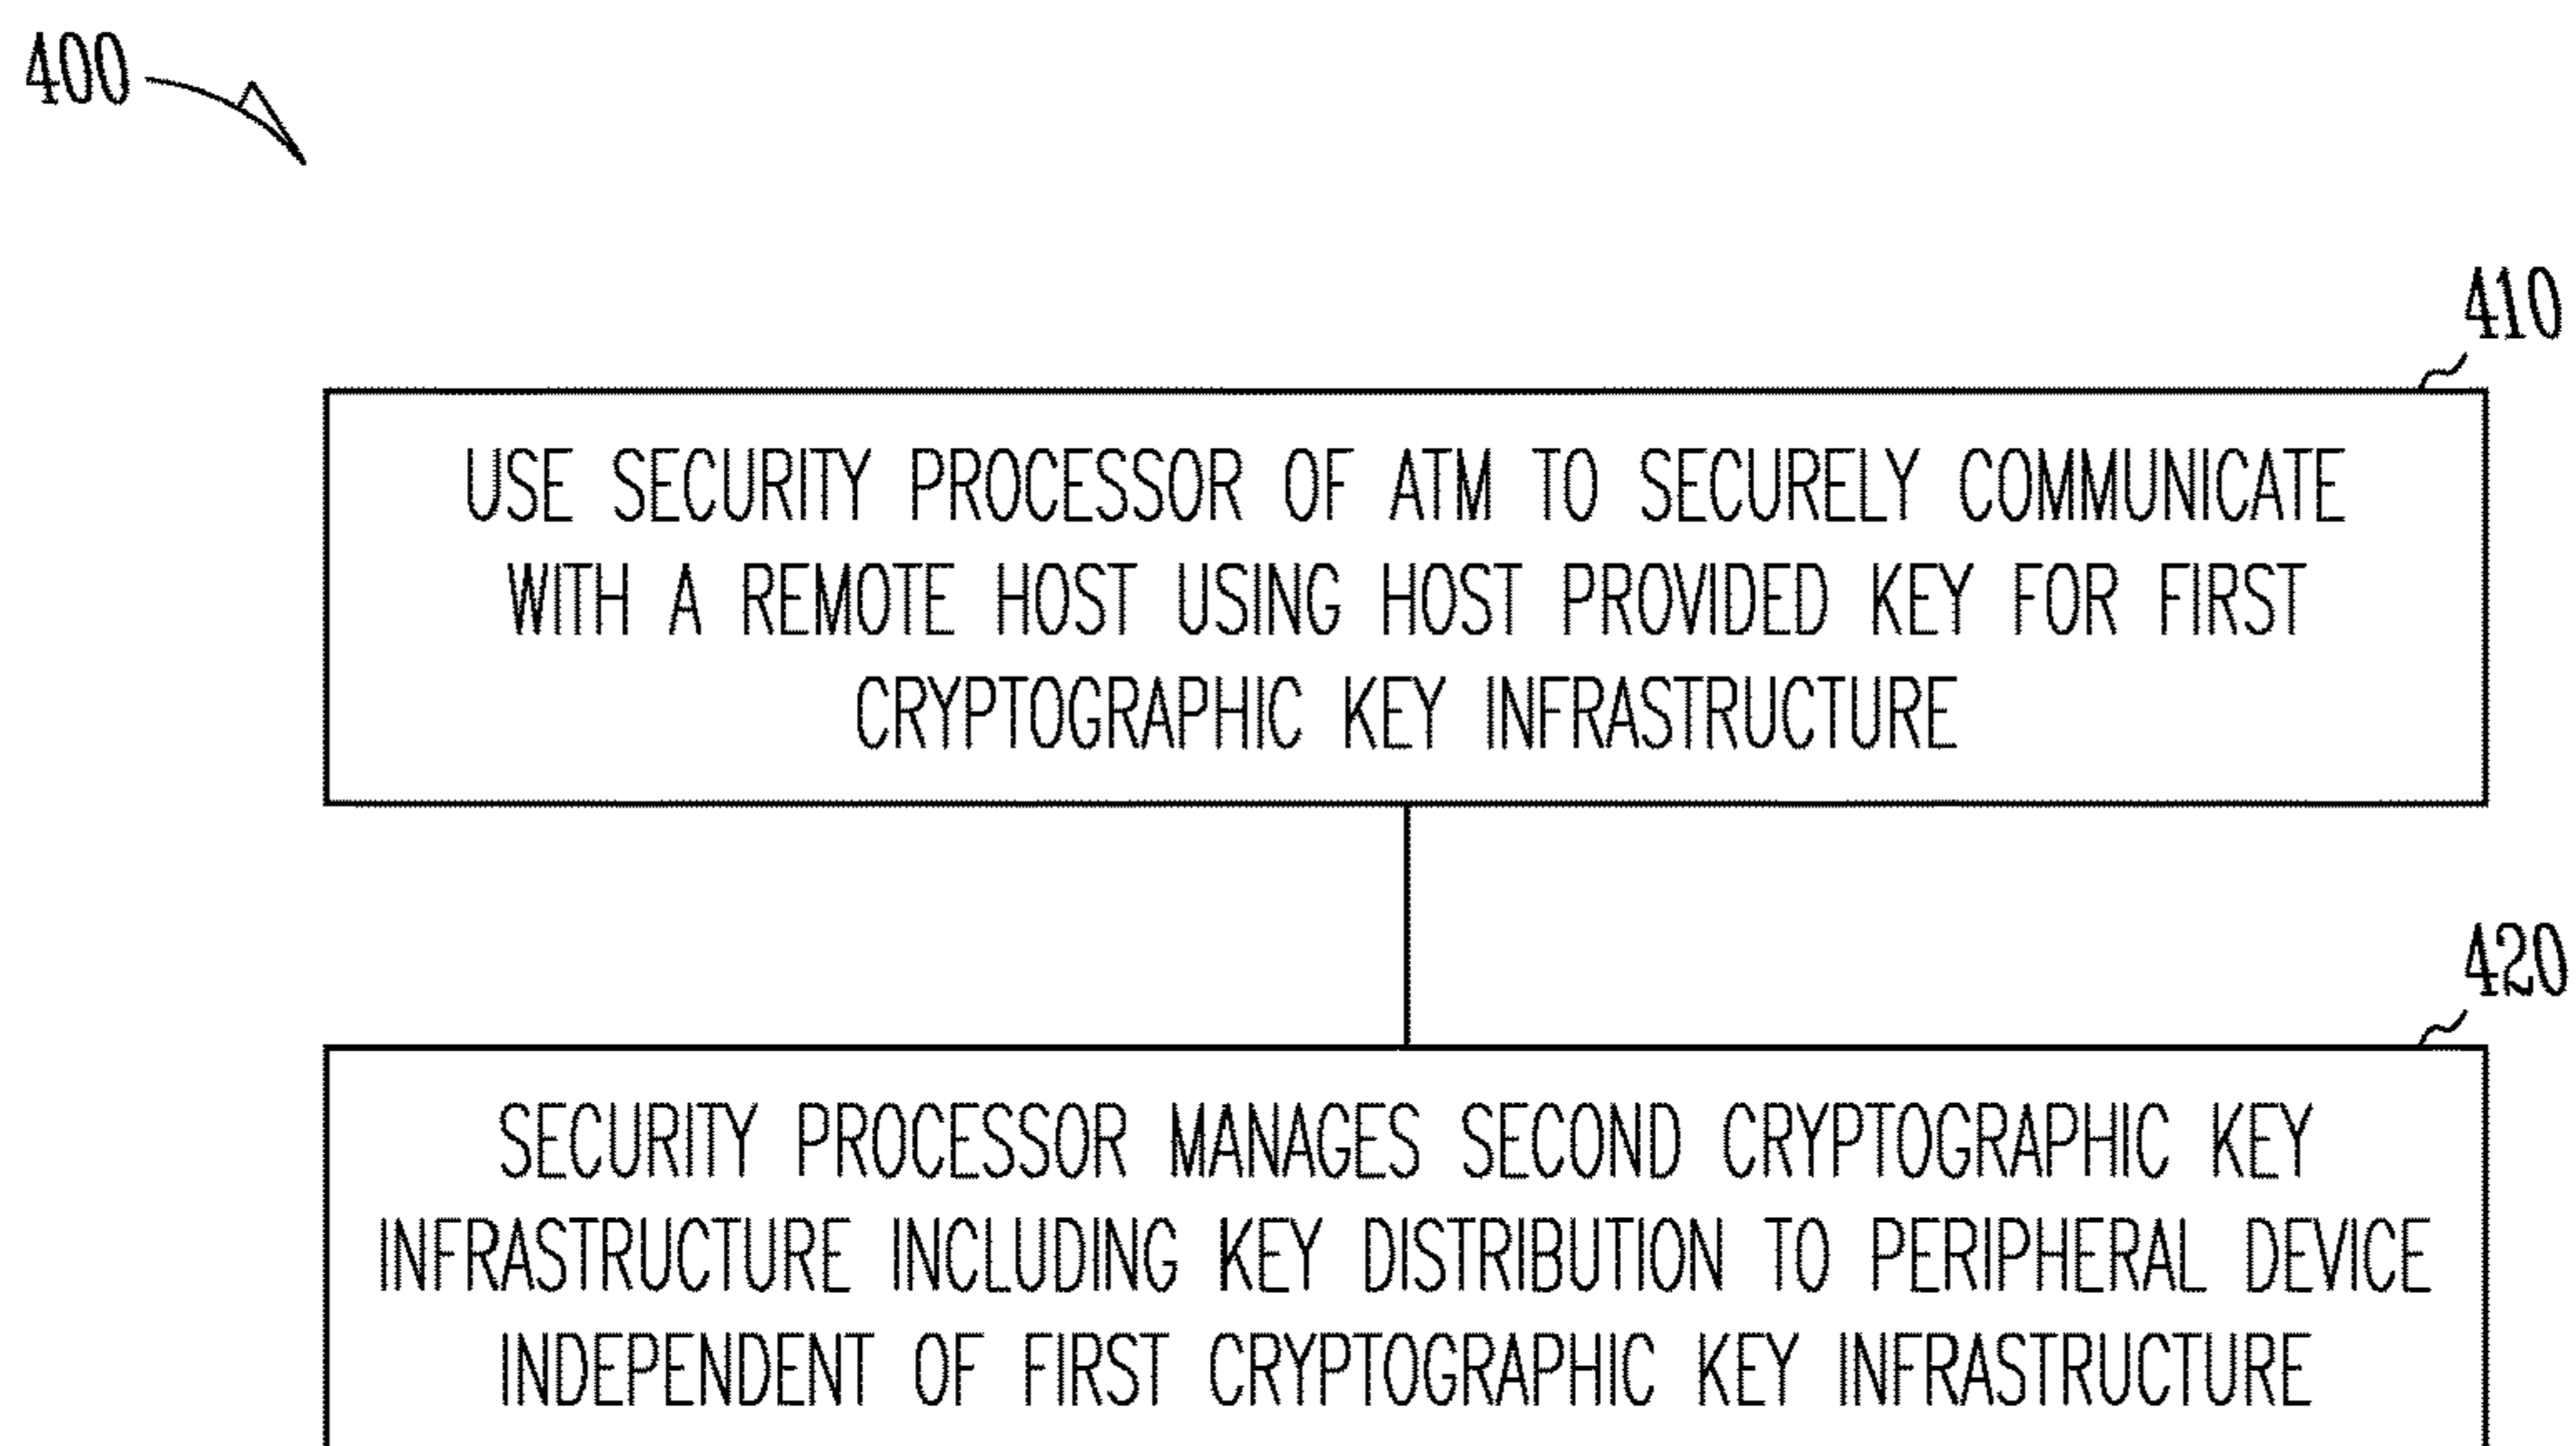 400
410
USE SECURITY PROCESSOR OF ATM TO SECURELY COMMUNICATE
WITH A REMOTE HOST USING HOST PROVIDED KEY FOR FIRST
CRYPTOGRAPHIC KEY INFRASTRUCTURE
420
SECURITY PROCESSOR MANAGES SECOND CRYPTOGRAPHIC KEY
INFRASTRUCTURE INCLUDING KEY DISTRIBUTION TO PERIPHERAL DEVICE
INDEPENDENT OF FIRST CRYPTOGRAPHIC KEY INFRASTRUCTURE